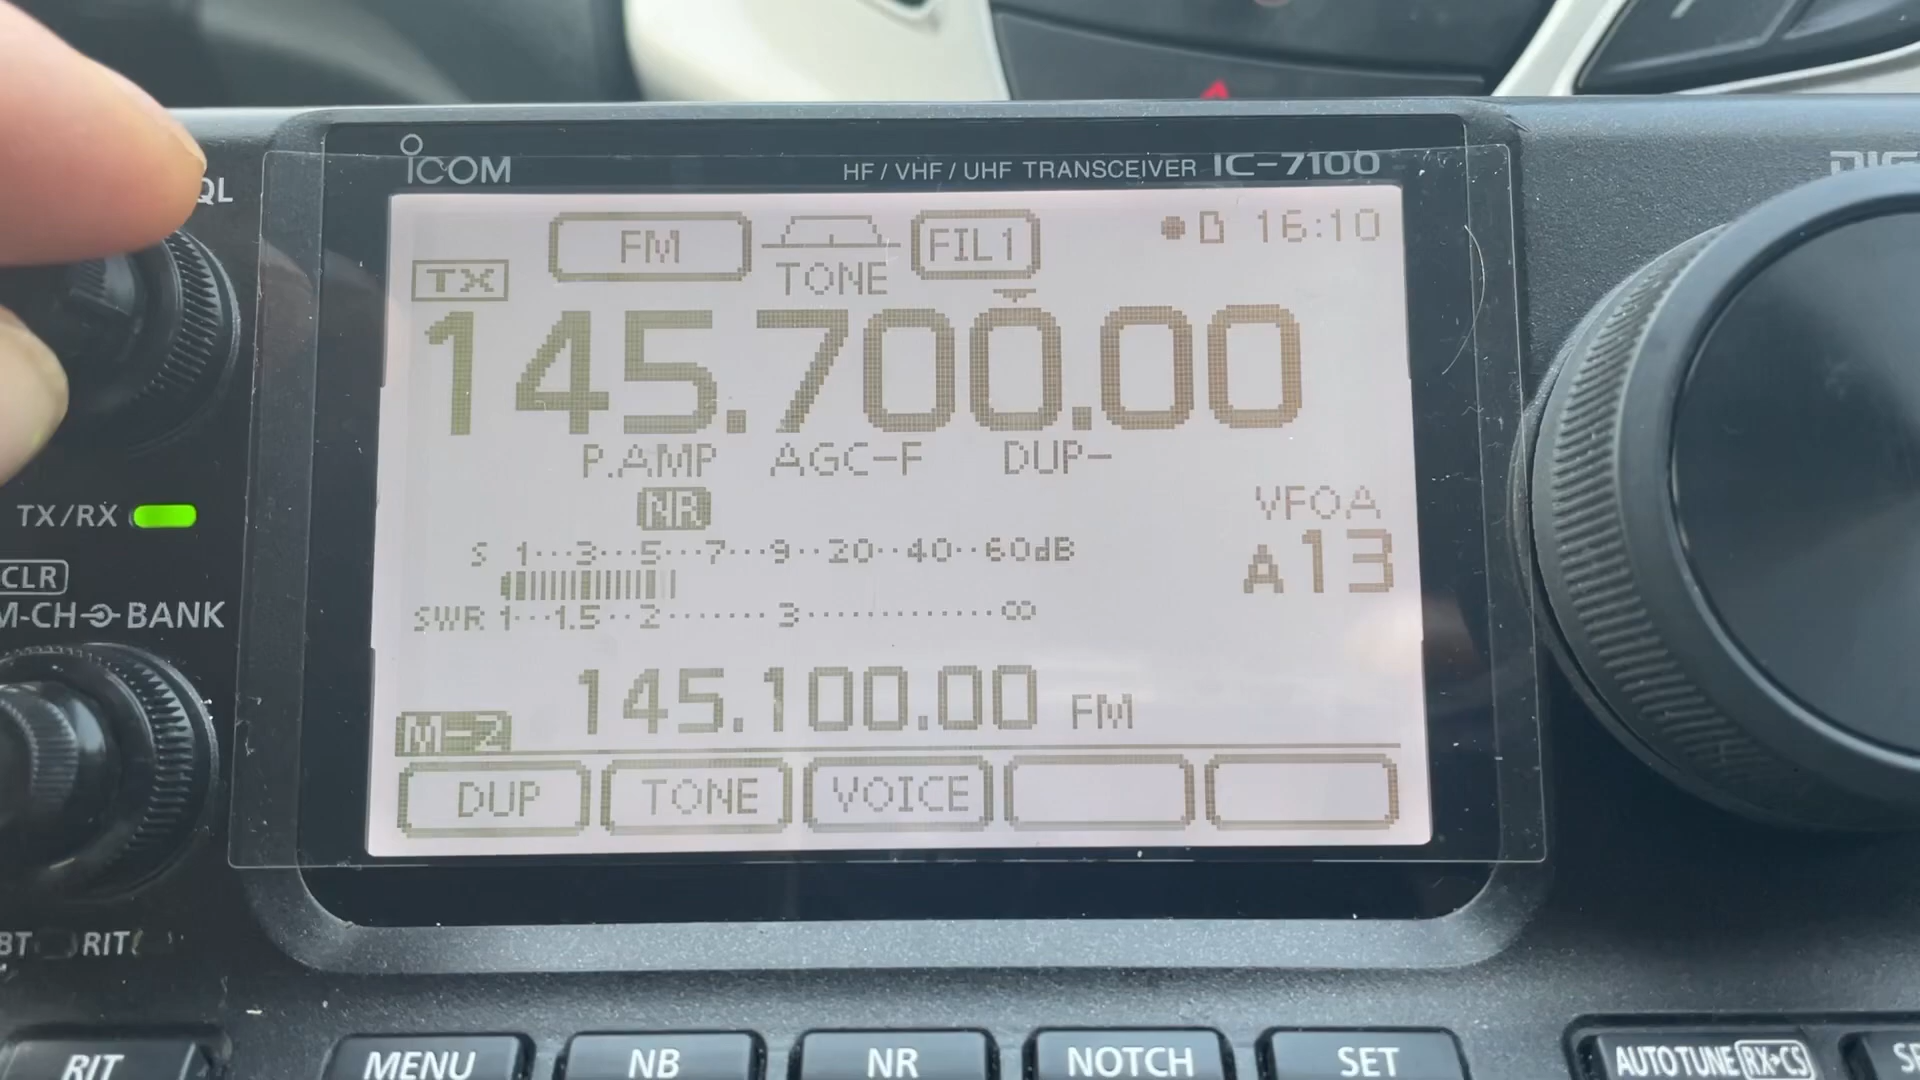 ICOM
HF / VHF / UHF TRANSCEIVER IC-7100
QL
FM
TONE
FIL1
16:10
TX
145.700.00
P.AMP AGC-F DUP-
NR
VFOA
A13
TX/RX
S 1···3···5···7···9··20··40··60dB
SWR 1···1.5··2·······3············∞
CLR
M-CH BANK
145.100.00 FM
M-2
DUP TONE VOICE
BT RIT
RIT MENU NB NR NOTCH SET AUTOTUNE RX►CS